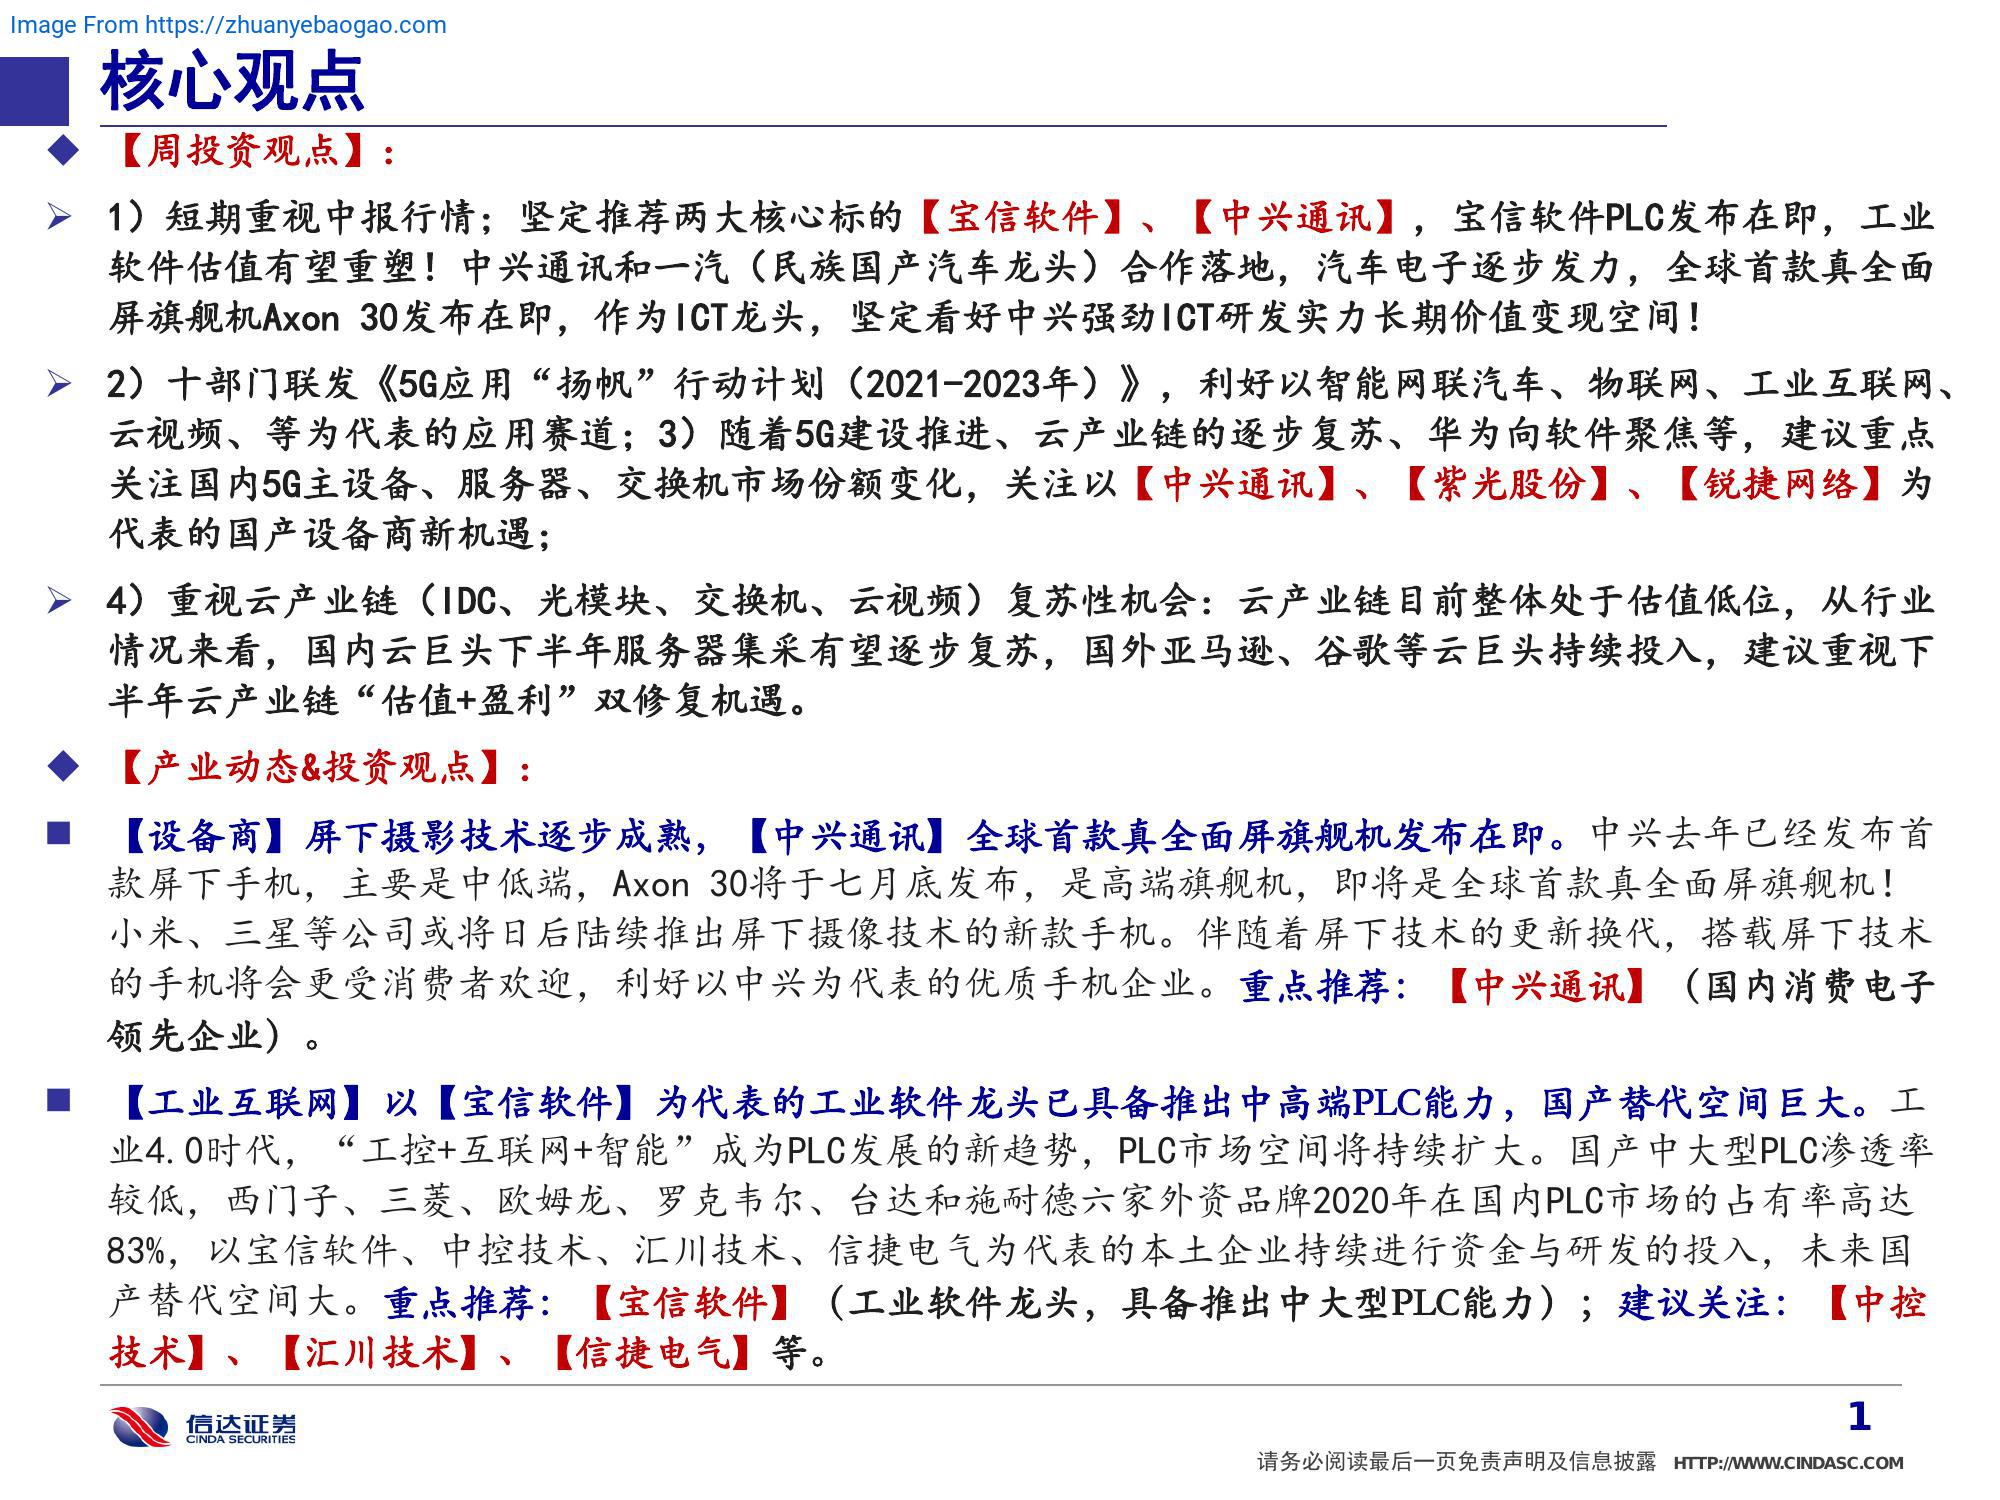 Image From https://zhuanyebaogao.com
核心观点
【周投资观点】：
1）短期重视中报行情；坚定推荐两大核心标的【宝信软件】、【中兴通讯】，宝信软件PLC发布在即，工业
软件估值有望重塑！中兴通讯和一汽（民族国产汽车龙头）合作落地，汽车电子逐步发力，全球首款真全面
屏旗舰机Axon 30发布在即，作为ICT龙头，坚定看好中兴强劲ICT研发实力长期价值变现空间！
2）十部门联发《5G应用“扬帆”行动计划（2021-2023年）》，利好以智能网联汽车、物联网、工业互联网、
云视频、等为代表的应用赛道；3）随着5G建设推进、云产业链的逐步复苏、华为向软件聚焦等，建议重点
关注国内5G主设备、服务器、交换机市场份额变化，关注以【中兴通讯】、【紫光股份】、【锐捷网络】为
代表的国产设备商新机遇；
4）重视云产业链（IDC、光模块、交换机、云视频）复苏性机会：云产业链目前整体处于估值低位，从行业
情况来看，国内云巨头下半年服务器集采有望逐步复苏，国外亚马逊、谷歌等云巨头持续投入，建议重视下
半年云产业链“估值+盈利”双修复机遇。
【产业动态&投资观点】：
【设备商】屏下摄影技术逐步成熟，【中兴通讯】全球首款真全面屏旗舰机发布在即。中兴去年已经发布首
款屏下手机，主要是中低端，Axon 30将于七月底发布，是高端旗舰机，即将是全球首款真全面屏旗舰机！
小米、三星等公司或将日后陆续推出屏下摄像技术的新款手机。伴随着屏下技术的更新换代，搭载屏下技术
的手机将会更受消费者欢迎，利好以中兴为代表的优质手机企业。重点推荐：【中兴通讯】（国内消费电子
领先企业）。
【工业互联网】以【宝信软件】为代表的工业软件龙头已具备推出中高端PLC能力，国产替代空间巨大。工
业4.0时代，“工控+互联网+智能”成为PLC发展的新趋势，PLC市场空间将持续扩大。国产中大型PLC渗透率
较低，西门子、三菱、欧姆龙、罗克韦尔、台达和施耐德六家外资品牌2020年在国内PLC市场的占有率高达
83%，以宝信软件、中控技术、汇川技术、信捷电气为代表的本土企业持续进行资金与研发的投入，未来国
产替代空间大。重点推荐：【宝信软件】（工业软件龙头，具备推出中大型PLC能力）；建议关注：【中控
技术】、【汇川技术】、【信捷电气】等。
信达证券
CINDA SECURITIES
1
请务必阅读最后一页免责声明及信息披露 HTTP://WWW.CINDASC.COM